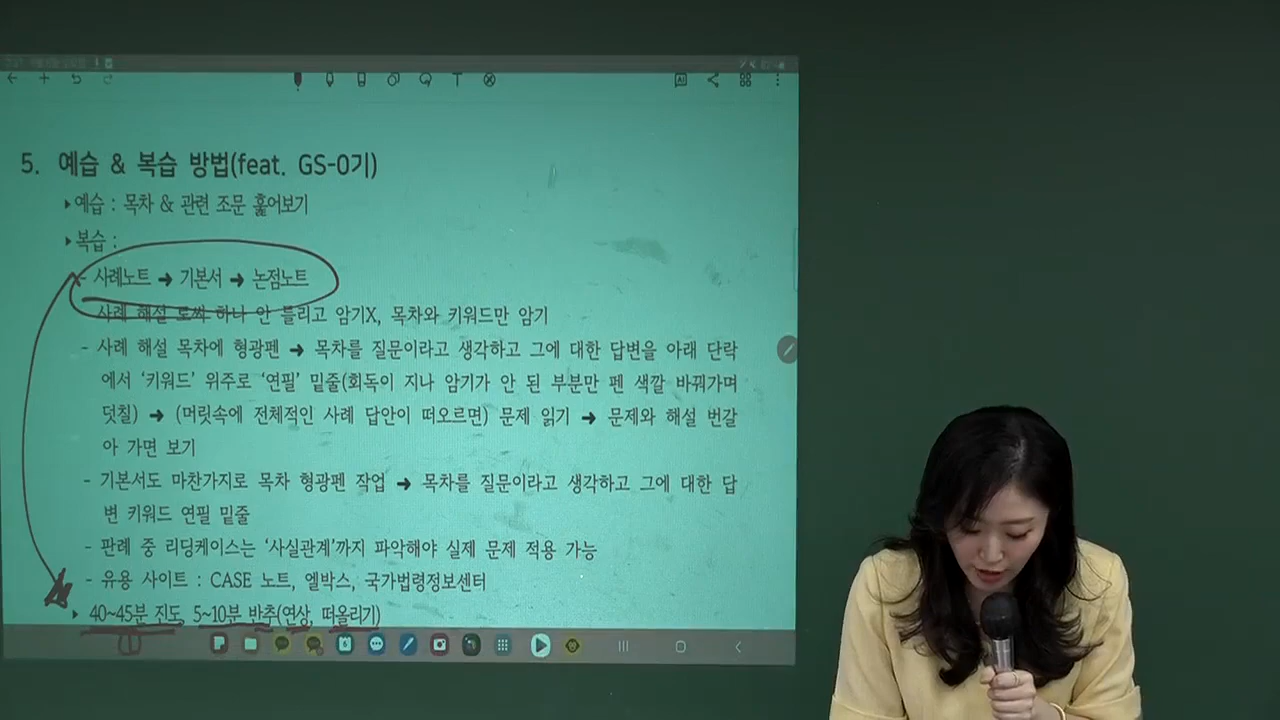 5. 예습 & 복습 방법(feat. GS-0기)
▸예습 : 목차 & 관련 조문 훑어보기
▸복습 :
- 사례노트 ➜ 기본서 ➜ 논점노트
사례 해설 토씨 하나 안 틀리고 암기X, 목차와 키워드만 암기
- 사례 해설 목차에 형광펜 ➜ 목차를 질문이라고 생각하고 그에 대한 답변을 아래 단락
에서 ‘키워드’ 위주로 ‘연필’ 밑줄(회독이 지나 암기가 안 된 부분만 펜 색깔 바꿔가며
덧칠) ➜ (머릿속에 전체적인 사례 답안이 떠오르면) 문제 읽기 ➜ 문제와 해설 번갈
아 가면 보기
- 기본서도 마찬가지로 목차 형광펜 작업 ➜ 목차를 질문이라고 생각하고 그에 대한 답
변 키워드 연필 밑줄
- 판례 중 리딩케이스는 ‘사실관계’까지 파악해야 실제 문제 적용 가능
- 유용 사이트 : CASE 노트, 엘박스, 국가법령정보센터
▸ 40~45분 진도, 5~10분 반추(연상, 떠올리기)